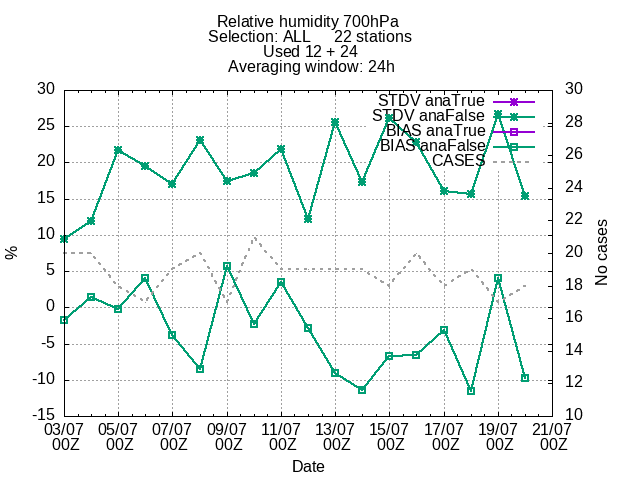 Relative humidity 700hPa
Selection: ALL 22 stations
Used 12 + 24
Averaging window: 24h
30 30
STDV anaTrue
28
25
STDV anaFalse
BIAS anaTrue
26
BIAS anaFalse
20
CASES
24
15
22
10
20
5
18
0
16
-5
14
-10
12
-15 10
%
No cases
03/07 05/07 07/07 09/07 11/07 13/07 15/07 17/07 19/07 21/07
00Z 00Z 00Z 00Z 00Z 00Z 00Z 00Z 00Z 00Z
Date